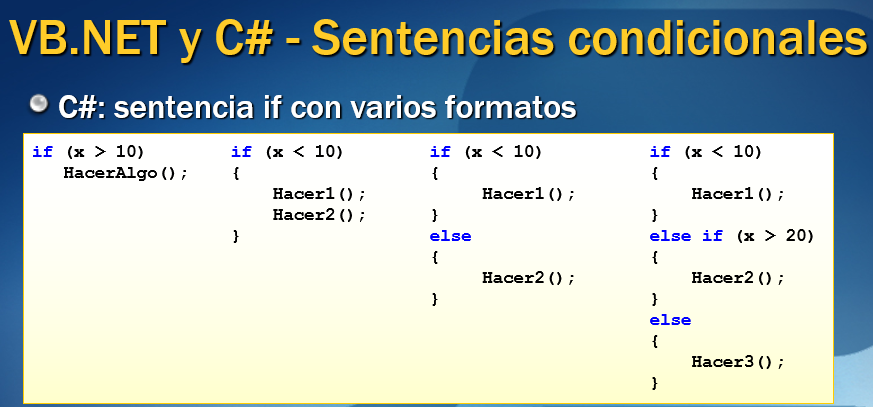 VB.NET y C# - Sentencias condicionales
C#: sentencia if con varios formatos
if (x > 10)
HacerAlgo();
if (x < 10)
{
Hacer1();
Hacer2();
}
if (x < 10)
{
Hacer1();
}
else
{
Hacer2();
}
if (x < 10)
{
Hacer1();
}
else if (x > 20)
{
Hacer2();
}
else
{
Hacer3();
}